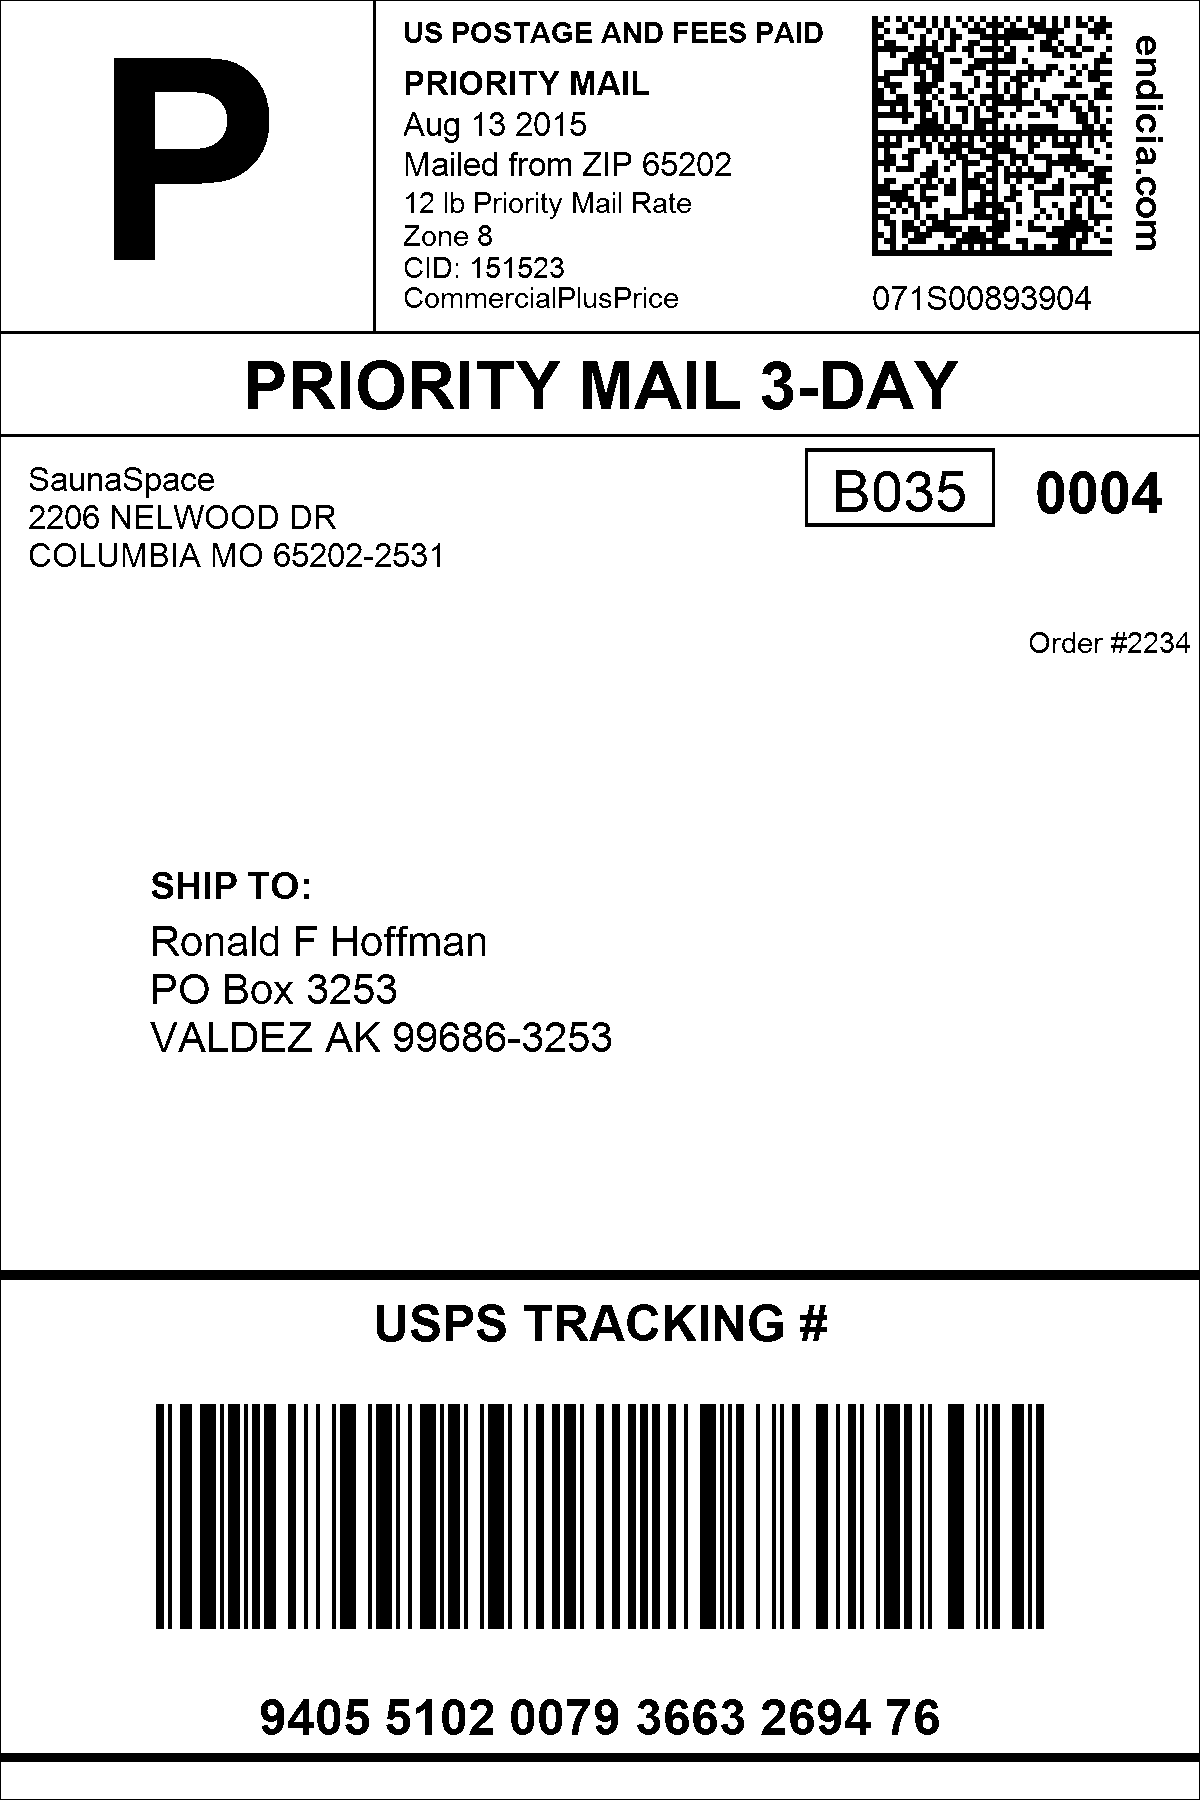 P
US POSTAGE AND FEES PAID
PRIORITY MAIL
Aug 13 2015
Mailed from ZIP 65202
12 lb Priority Mail Rate
Zone 8
CID: 151523
CommercialPlusPrice
endicia.com
071S00893904
PRIORITY MAIL 3-DAY
SaunaSpace
2206 NELWOOD DR
COLUMBIA MO 65202-2531
B035
0004
Order #2234
SHIP TO:
Ronald F Hoffman
PO Box 3253
VALDEZ AK 99686-3253
USPS TRACKING #
9405 5102 0079 3663 2694 76